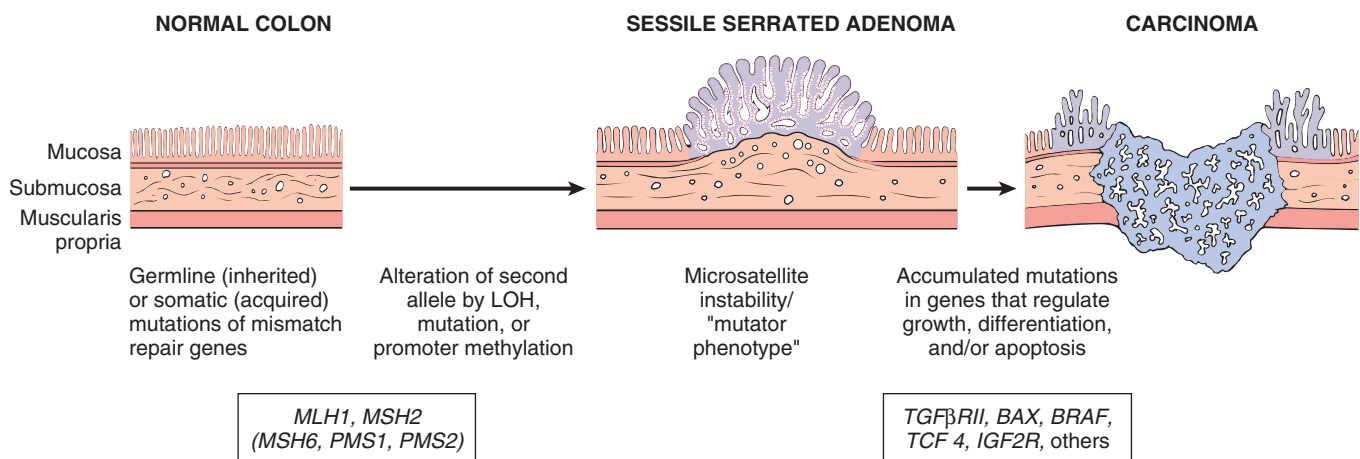 NORMAL COLON
SESSILE SERRATED ADENOMA
CARCINOMA
Mucosa
Submucosa
Muscularis
propria
Germline (inherited)
or somatic (acquired)
mutations of mismatch
repair genes
Alteration of second
allele by LOH,
mutation, or
promoter methylation
Microsatellite
instability/
"mutator
phenotype"
Accumulated mutations
in genes that regulate
growth, differentiation,
and/or apoptosis
MLH1, MSH2
(MSH6, PMS1, PMS2)
TGFβRII, BAX, BRAF,
TCF 4, IGF2R, others